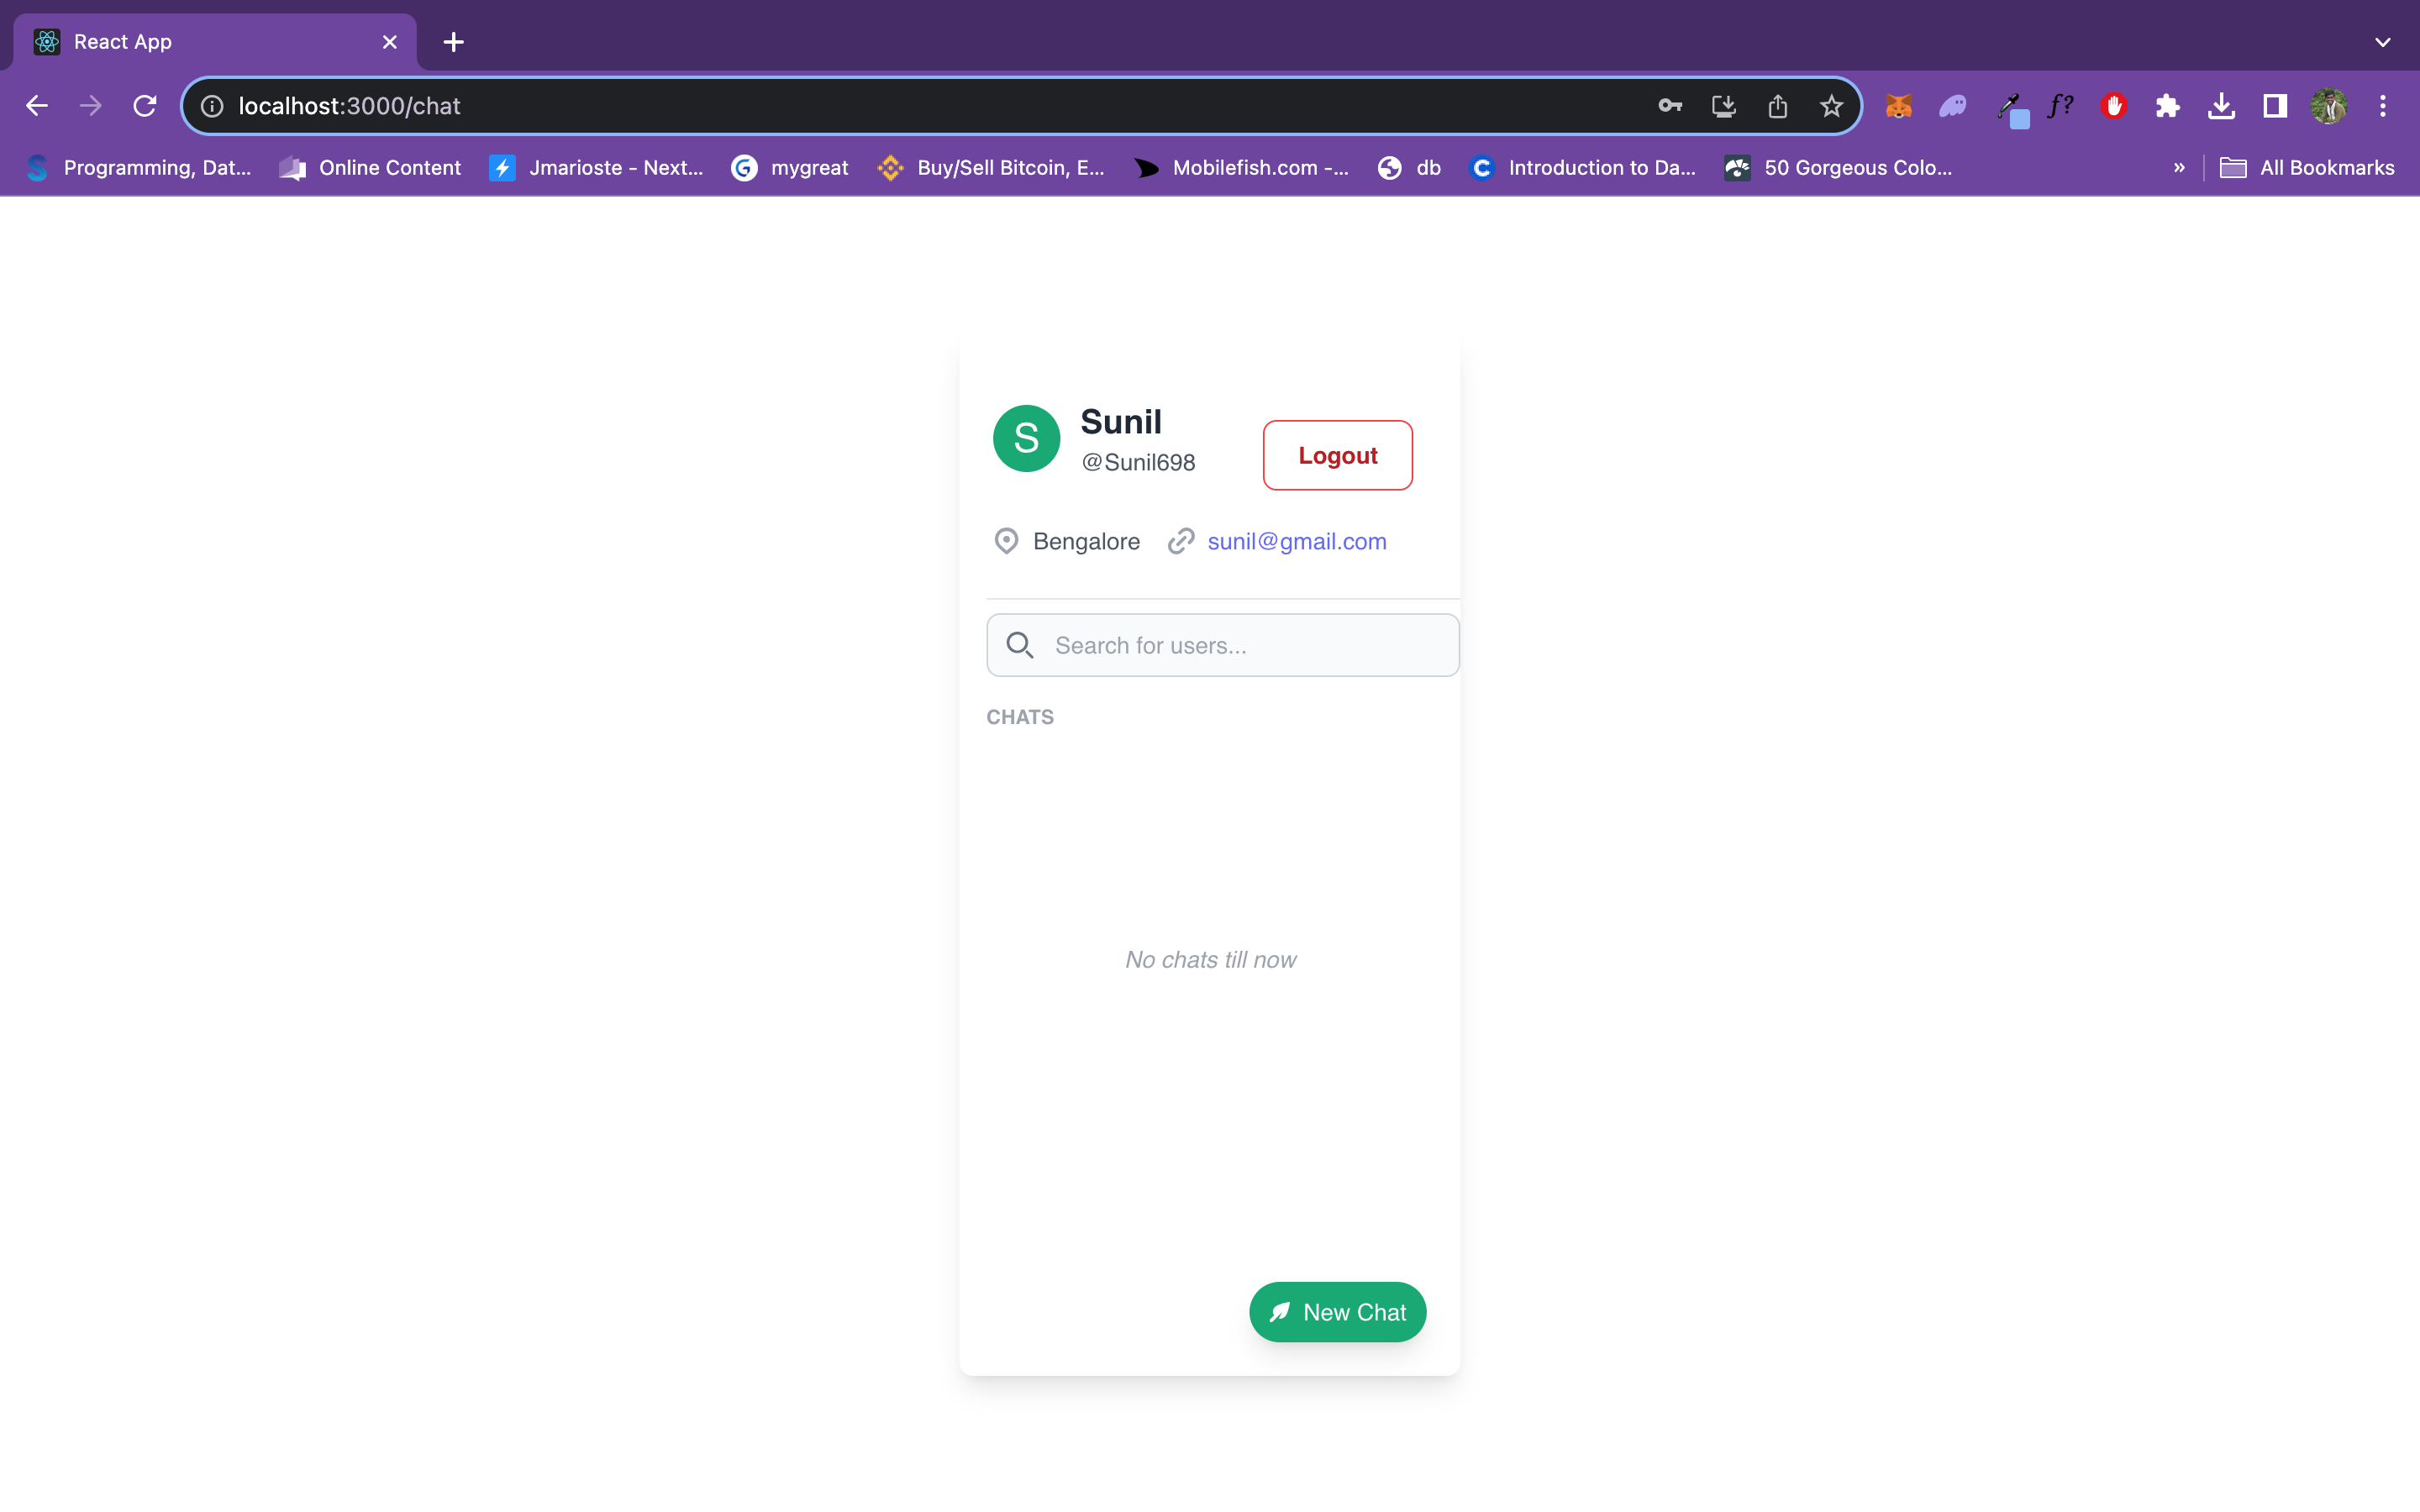 React App
localhost:3000/chat
f?
Programming, Dat... Online Content Jmarioste - Next... mygreat Buy/Sell Bitcoin, E... Mobilefish.com -... db Introduction to Da... 50 Gorgeous Colo... » All Bookmarks
S Sunil
@Sunil698
Logout
Bengalore sunil@gmail.com
Search for users...
CHATS
No chats till now
New Chat